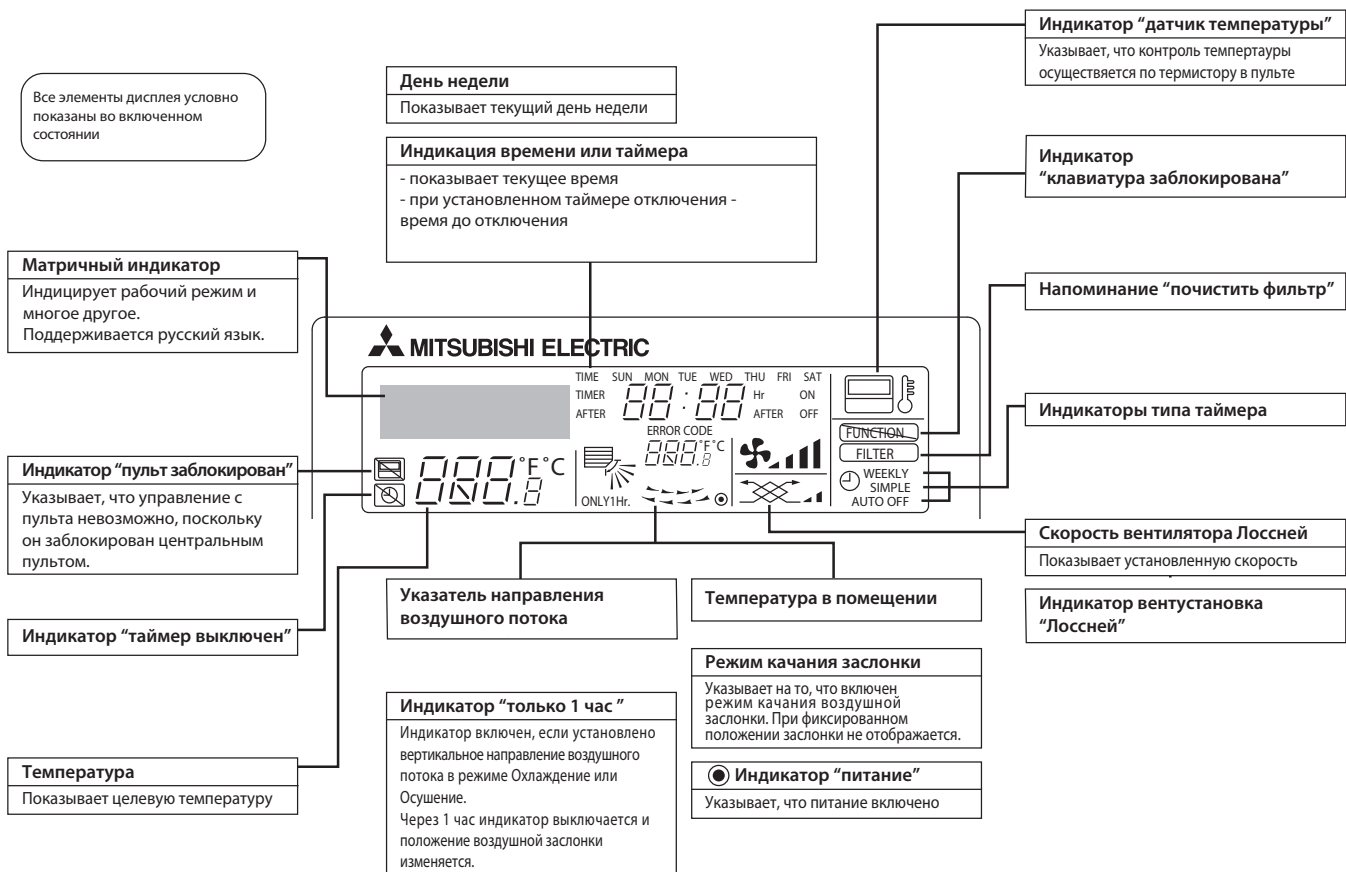 Все элементы дисплея условно
показаны во включенном
состоянии
День недели
Показывает текущий день недели
Индикация времени или таймера
- показывает текущее время
- при установленном таймере отключения -
время до отключения
Индикатор “датчик температуры”
Указывает, что контроль темпертауры
осуществяется по термистору в пульте
Индикатор
“клавиатура заблокирована”
Напоминание “почистить фильтр”
Индикаторы типа таймера
Скорость вентилятора Лоссней
Показывает установленную скорость
Индикатор вентустановка
“Лоссней”
Матричный индикатор
Индицирует рабочий режим и
многое другое.
Поддерживается русский язык.
Индикатор “пульт заблокирован”
Указывает, что управление с
пульта невозможно, поскольку
он заблокирован центральным
пультом.
Индикатор “таймер выключен”
Температура
Показывает целевую температуру
MITSUBISHI ELECTRIC
TIME SUN MON TUE WED THU FRI SAT
TIMER 88:88 Hr ON
AFTER AFTER OFF
ERROR CODE
888.8 °F°C
888.8 °F°C
ONLY1Hr.
FUNCTION
FILTER
WEEKLY
SIMPLE
AUTO OFF
Указатель направления
воздушного потока
Температура в помещении
Индикатор “только 1 час ”
Индикатор включен, если установлено
вертикальное направление воздушного
потока в режиме Охлаждение или
Осушение.
Через 1 час индикатор выключается и
положение воздушной заслонки
изменяется.
Режим качания заслонки
Указывает на то, что включен
режим качания воздушной
заслонки. При фиксированном
положении заслонки не отображается.
Индикатор “питание”
Указывает, что питание включено